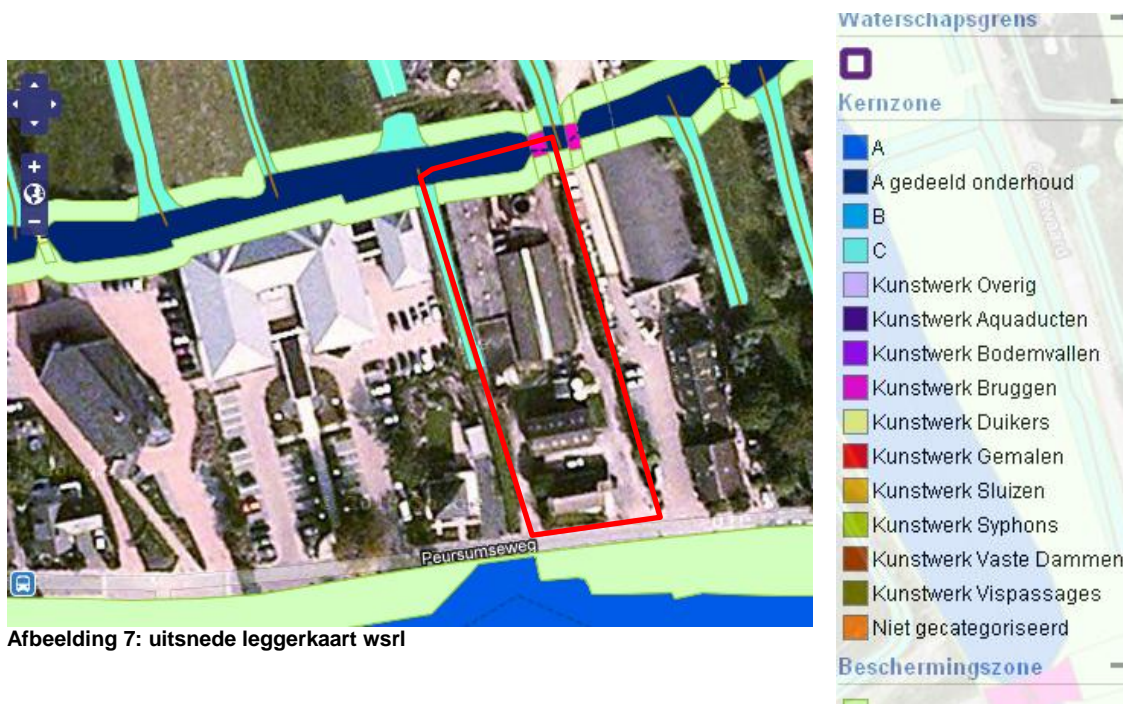 Peursumseweg
Afbeelding 7: uitsnede leggerkaart wsrl
Waterschapsgrens
Kernzone
A
A gedeeld onderhoud
B
C
Kunstwerk Overig
Kunstwerk Aquaducten
Kunstwerk Bodemvallen
Kunstwerk Bruggen
Kunstwerk Duikers
Kunstwerk Gemalen
Kunstwerk Sluizen
Kunstwerk Syphons
Kunstwerk Vaste Dammen
Kunstwerk Vispassages
Niet gecategoriseerd
Beschermingszone